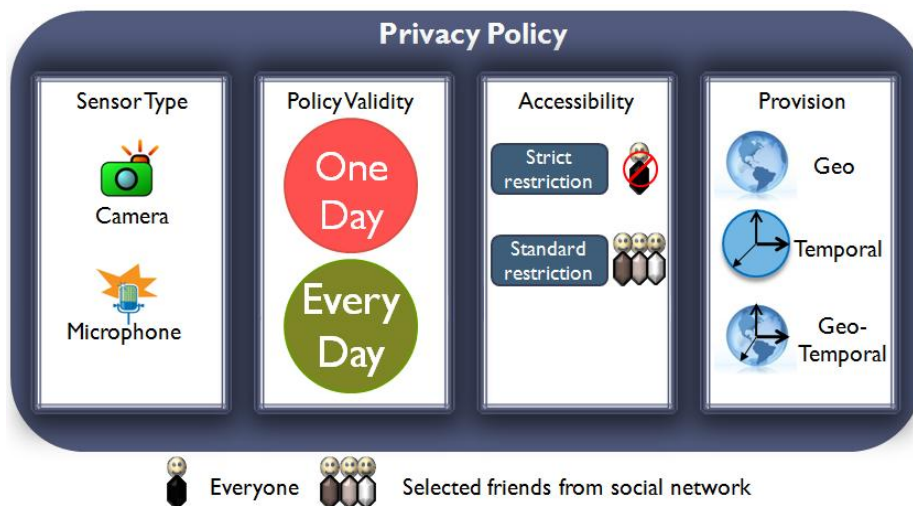 Privacy Policy
Sensor Type
Camera
Microphone
Policy Validity
One
Day
Every
Day
Accessibility
Strict
restriction
Standard
restriction
Provision
Geo
Temporal
Geo-
Temporal
Everyone
Selected friends from social network